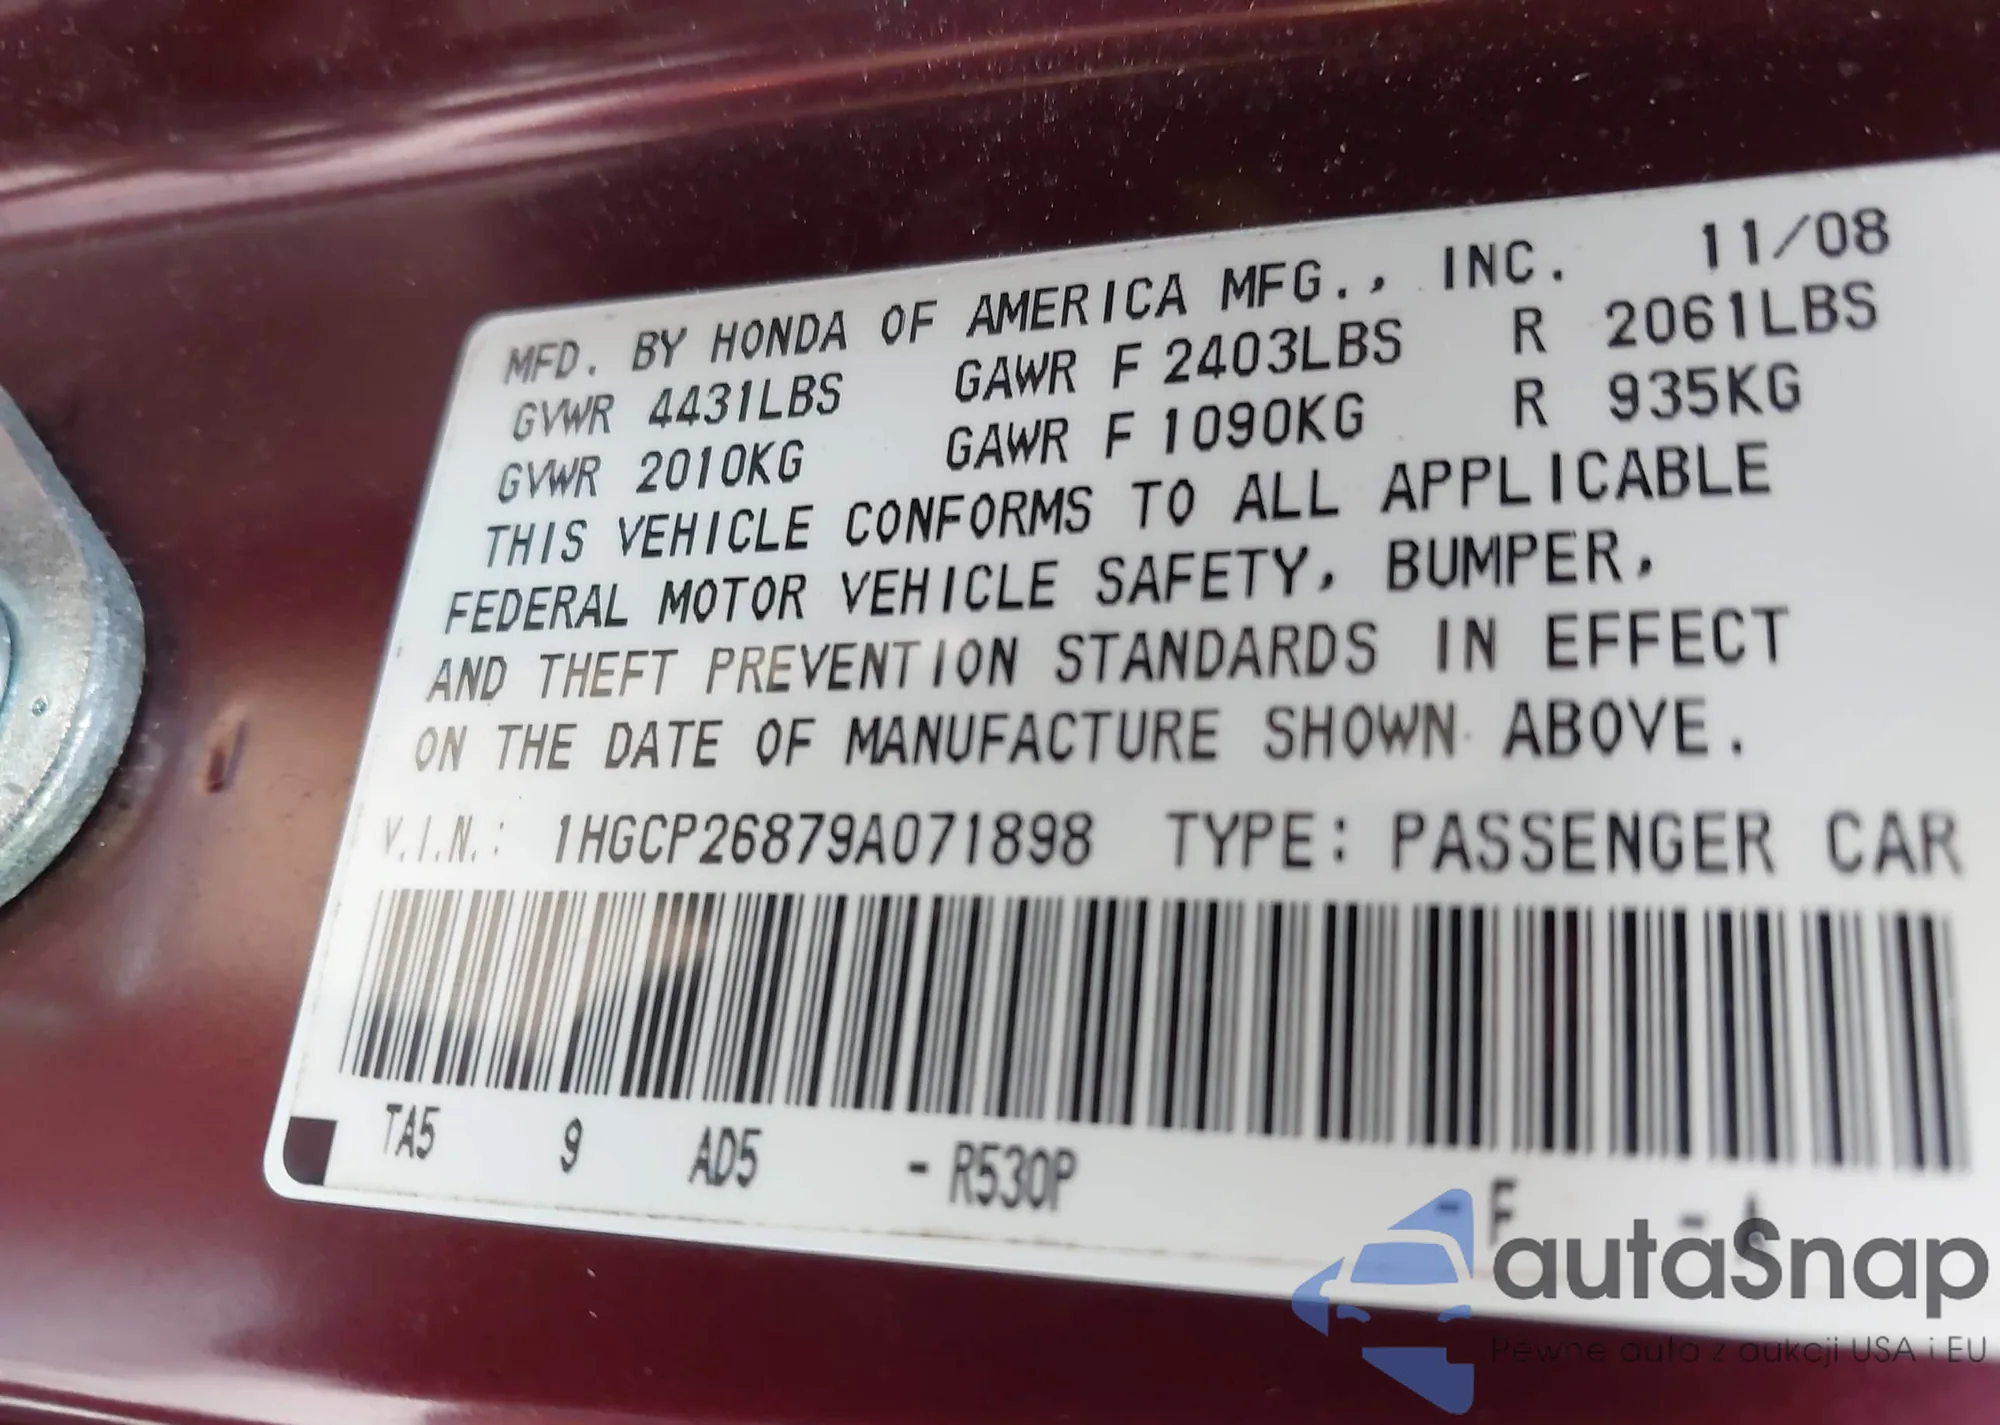 MFD. BY HONDA OF AMERICA MFG., INC. 11/08
GVWR 4431LBS GAWR F 2403LBS R 2061LBS
GVWR 2010KG GAWR F 1090KG R 935KG
THIS VEHICLE CONFORMS TO ALL APPLICABLE
FEDERAL MOTOR VEHICLE SAFETY, BUMPER,
AND THEFT PREVENTION STANDARDS IN EFFECT
ON THE DATE OF MANUFACTURE SHOWN ABOVE.
V.I.N.: 1HGCP26879A071898 TYPE: PASSENGER CAR
TA5 9 AD5 - R530P - F -
autaSnap
Pewne auta z aukcji USA i EU